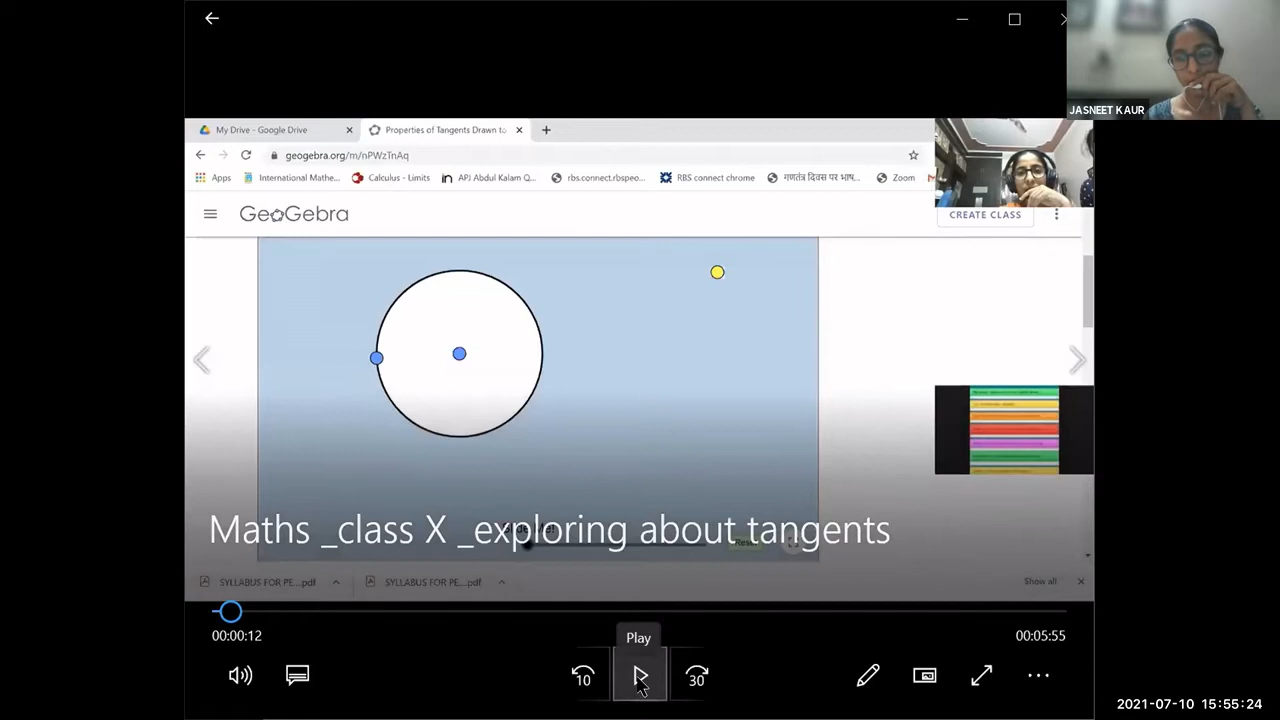 JASNEET KAUR
My Drive - Google Drive
Properties of Tangents Drawn to
geogebra.org/m/nPWzTnAq
Apps
International Mathe...
Calculus - Limits
APJ Abdul Kalam Q...
rbs.connect.rbspeo...
RBS connect chrome
गणतंत्र दिवस पर भाष...
Zoom
GeoGebra
CREATE CLASS
Maths _class X _exploring about tangents
SYLLABUS FOR PE....pdf
SYLLABUS FOR PE....pdf
Show all
00:00:12
Play
00:05:55
10
30
2021-07-10 15:55:24